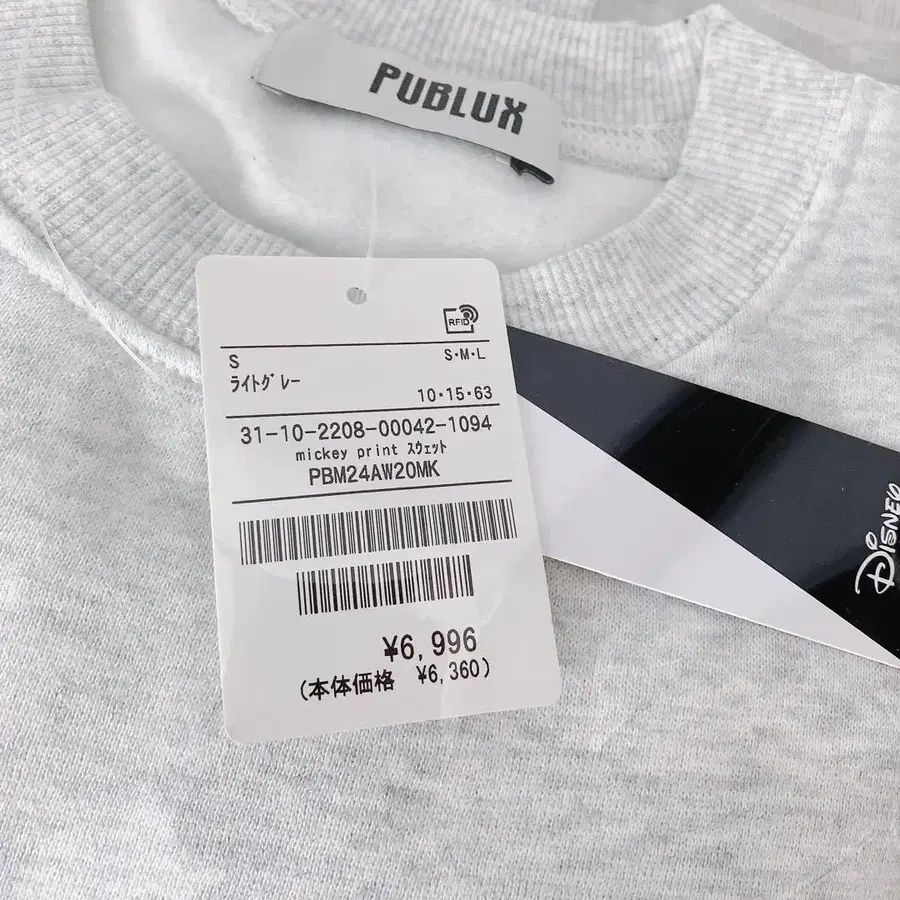 PUBLUX
RFID
S S・M・L
ライトグレー
10・15・63
31-10-2208-00042-1094
mickey print スウェット
PBM24AW20MK
¥6,996
(本体価格 ¥6,360)
DISNEY